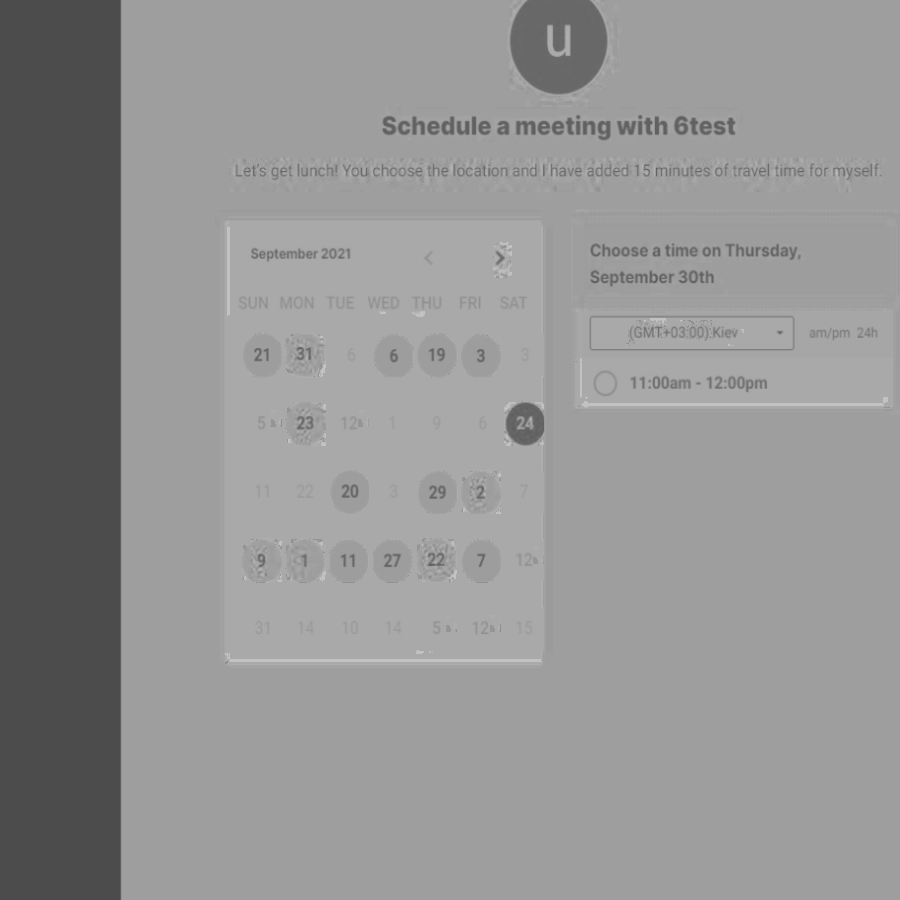 u
Schedule a meeting with 6test
Let's get lunch! You choose the location and I have added 15 minutes of travel time for myself.
September 2021
SUN MON TUE WED THU FRI SAT
21 31 6 6 19 3 3
5 23 12 1 9 6 24
11 22 20 3 29 2 7
9 1 11 27 22 7 12
31 14 10 14 5 12 15
Choose a time on Thursday,
September 30th
(GMT+03:00) Kiev am/pm 24h
11:00am - 12:00pm